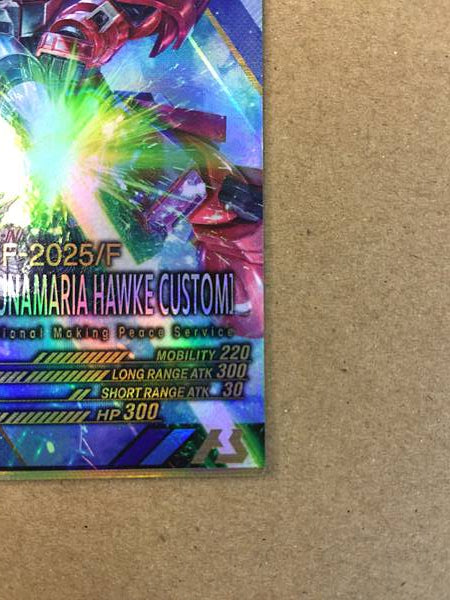 F-2025/F
UNAMARIA HAWKE CUSTOM]
ional Making Peace Service
MOBILITY 220
LONG RANGE ATK 300
SHORT RANGE ATK 30
HP 300